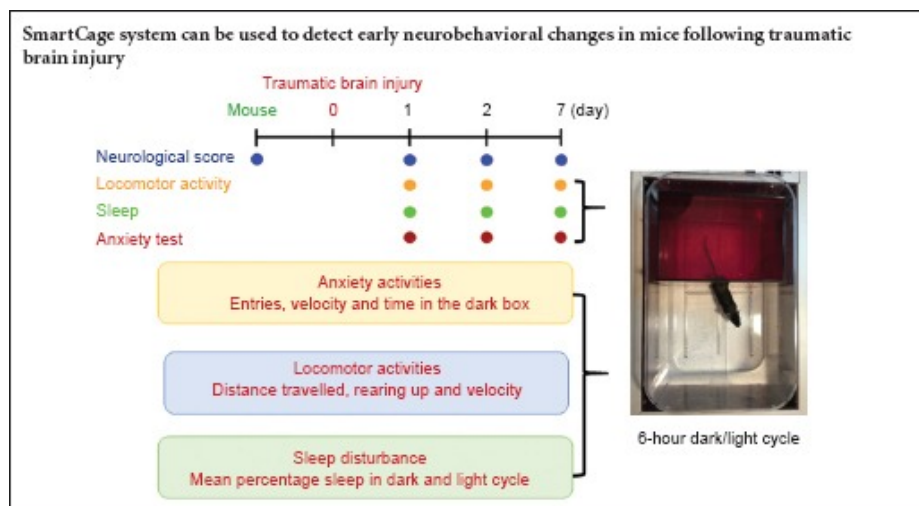 SmartCage system can be used to detect early neurobehavioral changes in mice following traumatic
brain injury
Traumatic brain injury
Mouse 0 1 2 7 (day)
Neurological score
Locomotor activity
Sleep
Anxiety test
Anxiety activities
Entries, velocity and time in the dark box
Locomotor activities
Distance travelled, rearing up and velocity
6-hour dark/light cycle
Sleep disturbance
Mean percentage sleep in dark and light cycle